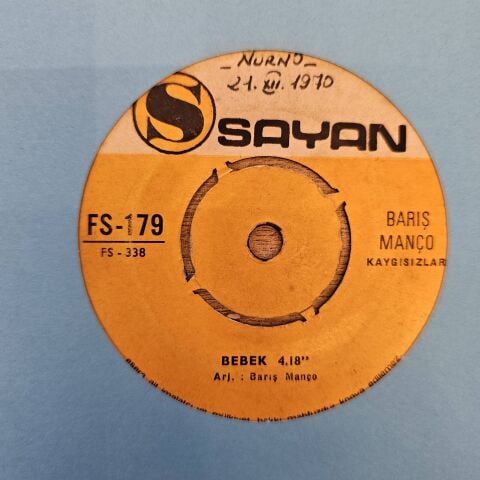 _ NURNO _
21. XII. 1970
S SAYAN
FS-179
FS - 338
BARIŞ
MANÇO
KAYGISIZLAR
BEBEK 4.18"
Arj. : Barış Manço